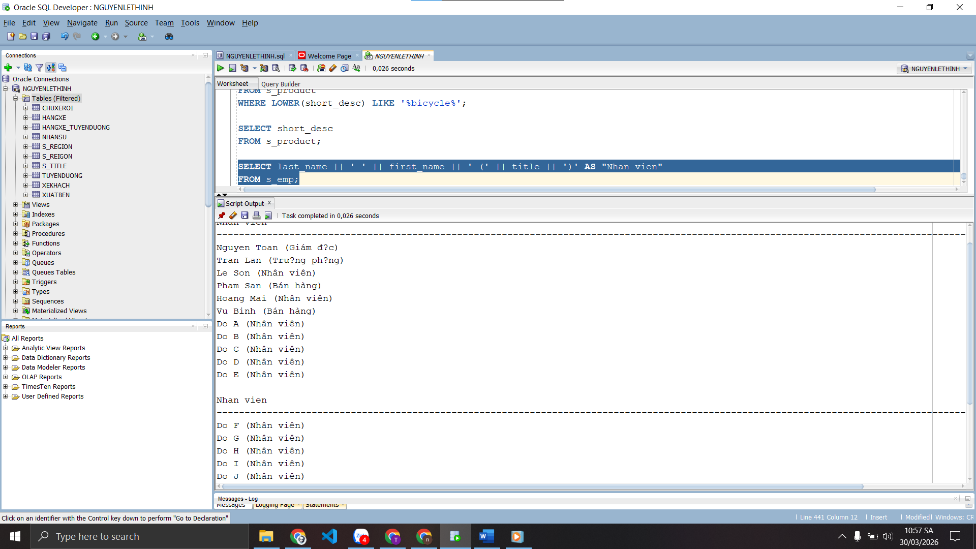 Oracle SQL Developer : NGUYENLETHINH
File Edit View Navigate Run Source Team Tools Window Help
Connections
NGUYENLETHINH.sql
Welcome Page
NGUYENLETHINH
0,026 seconds
NGUYENLETHINH
Worksheet Query Builder
Oracle Connections
NGUYENLETHINH
Tables (Filtered)
CHUXEROI
HANGXE
HANGXE_TUYENDUONG
NHANSU
S_REGION
S_REIGON
S_TITLE
TUYENDUONG
XEKHACH
XUATBEN
Views
Indexes
Packages
Procedures
Functions
Operators
Queues
Queues Tables
Triggers
Types
Sequences
Materialized Views
FROM s_product
WHERE LOWER(short_desc) LIKE '%bicycle%';
SELECT short_desc
FROM s_product;
SELECT last_name || ' ' || first_name || ' (' || title || ')' AS "Nhan vien"
FROM s_emp;
Script Output
Task completed in 0,026 seconds
Nhan vien
--------------------------------------------------------------------------------
Nguyen Toan (Giám đ?c)
Tran Lan (Trư?ng ph?ng)
Le Son (Nhân viên)
Pham San (Bán hàng)
Hoang Mai (Nhân viên)
Vu Binh (Bán hàng)
Do A (Nhân viên)
Do B (Nhân viên)
Do C (Nhân viên)
Do D (Nhân viên)
Do E (Nhân viên)
Nhan vien
--------------------------------------------------------------------------------
Do F (Nhân viên)
Do G (Nhân viên)
Do H (Nhân viên)
Do I (Nhân viên)
Do J (Nhân viên)
Reports
All Reports
Analytic View Reports
Data Dictionary Reports
Data Modeler Reports
OLAP Reports
TimesTen Reports
User Defined Reports
Messages - Log
Messages Logging Page Statements
Click on an identifier with the Control key down to perform "Go to Declaration"
Line 441 Column 12 Insert Modified Windows: CF
Type here to search
10:57 SA
30/03/2026